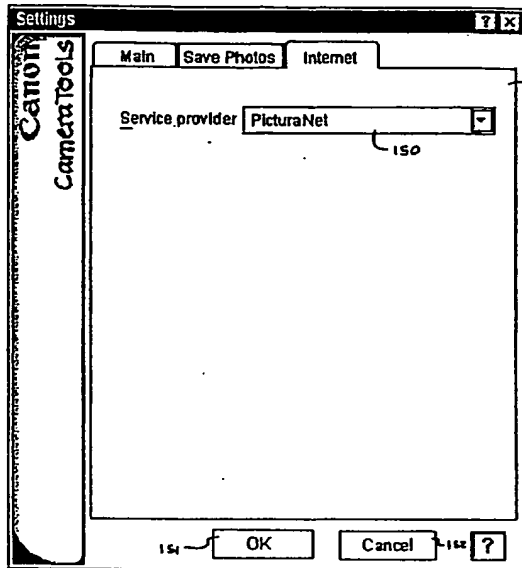 Settings ? X
Canon
CameraTools
Main Save Photos Internet
Service provider PicturaNet
150
151 OK Cancel 152 ?